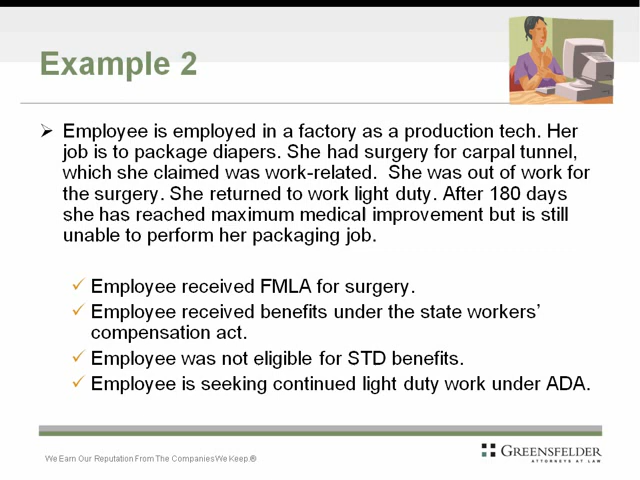 Example 2
Employee is employed in a factory as a production tech. Her
job is to package diapers. She had surgery for carpal tunnel,
which she claimed was work-related. She was out of work for
the surgery. She returned to work light duty. After 180 days
she has reached maximum medical improvement but is still
unable to perform her packaging job.
Employee received FMLA for surgery.
Employee received benefits under the state workers’
compensation act.
Employee was not eligible for STD benefits.
Employee is seeking continued light duty work under ADA.
We Earn Our Reputation From The Companies We Keep.®
GREENSFELDER
ATTORNEYS AT LAW